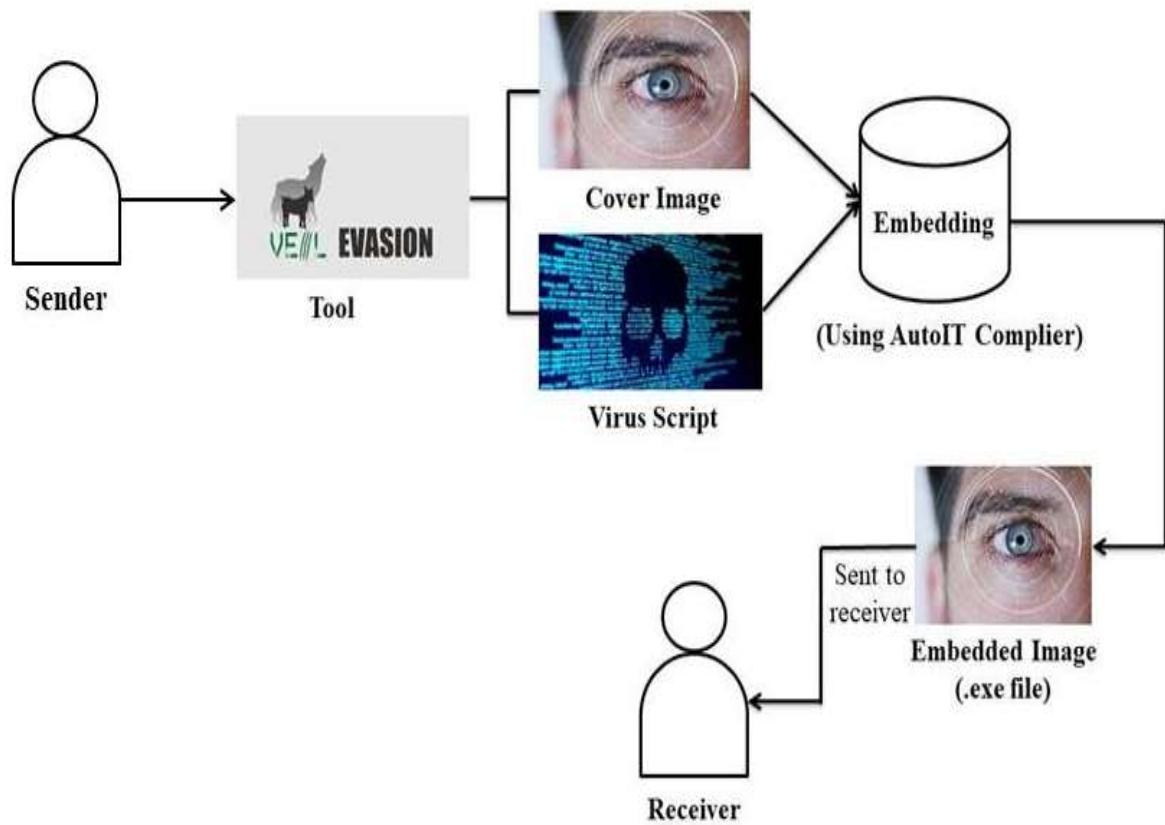 Sender
VEIL EVASION
Tool
Cover Image
Virus Script
Embedding
(Using AutoIT Complier)
Embedded Image
(.exe file)
Sent to
receiver
Receiver